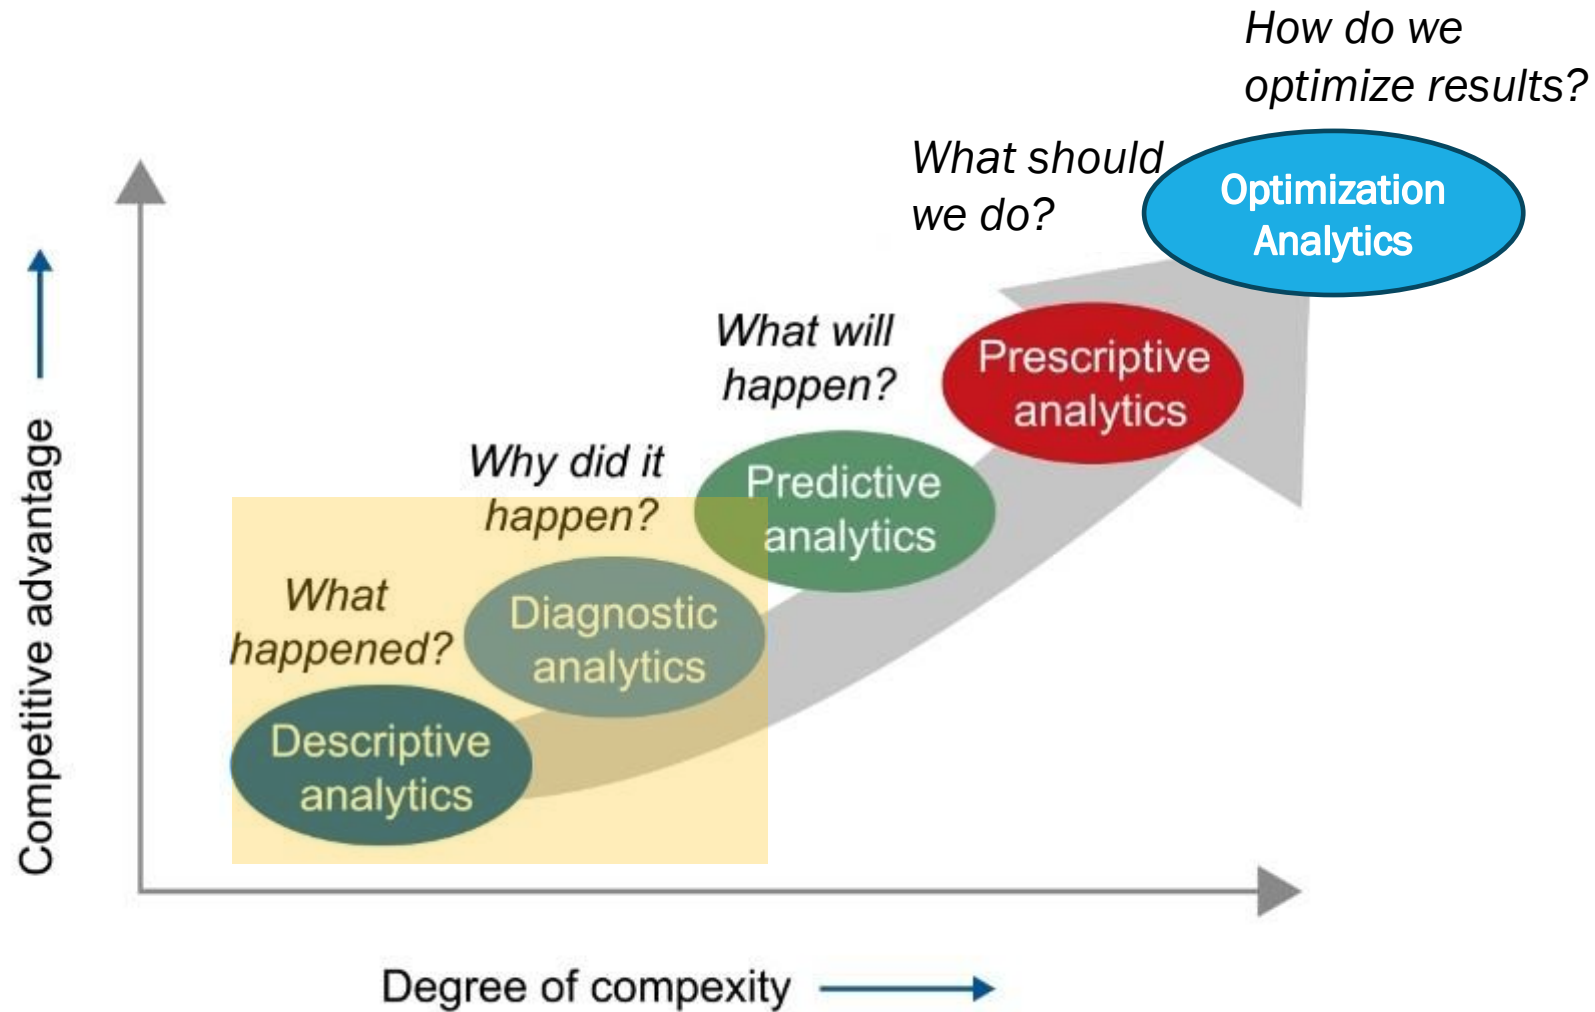 How do we
optimize results?
What should
we do?
Optimization
Analytics
What will
happen?
Prescriptive
analytics
Why did it
happen?
Predictive
analytics
What
happened?
Diagnostic
analytics
Descriptive
analytics
Competitive advantage
Degree of compexity